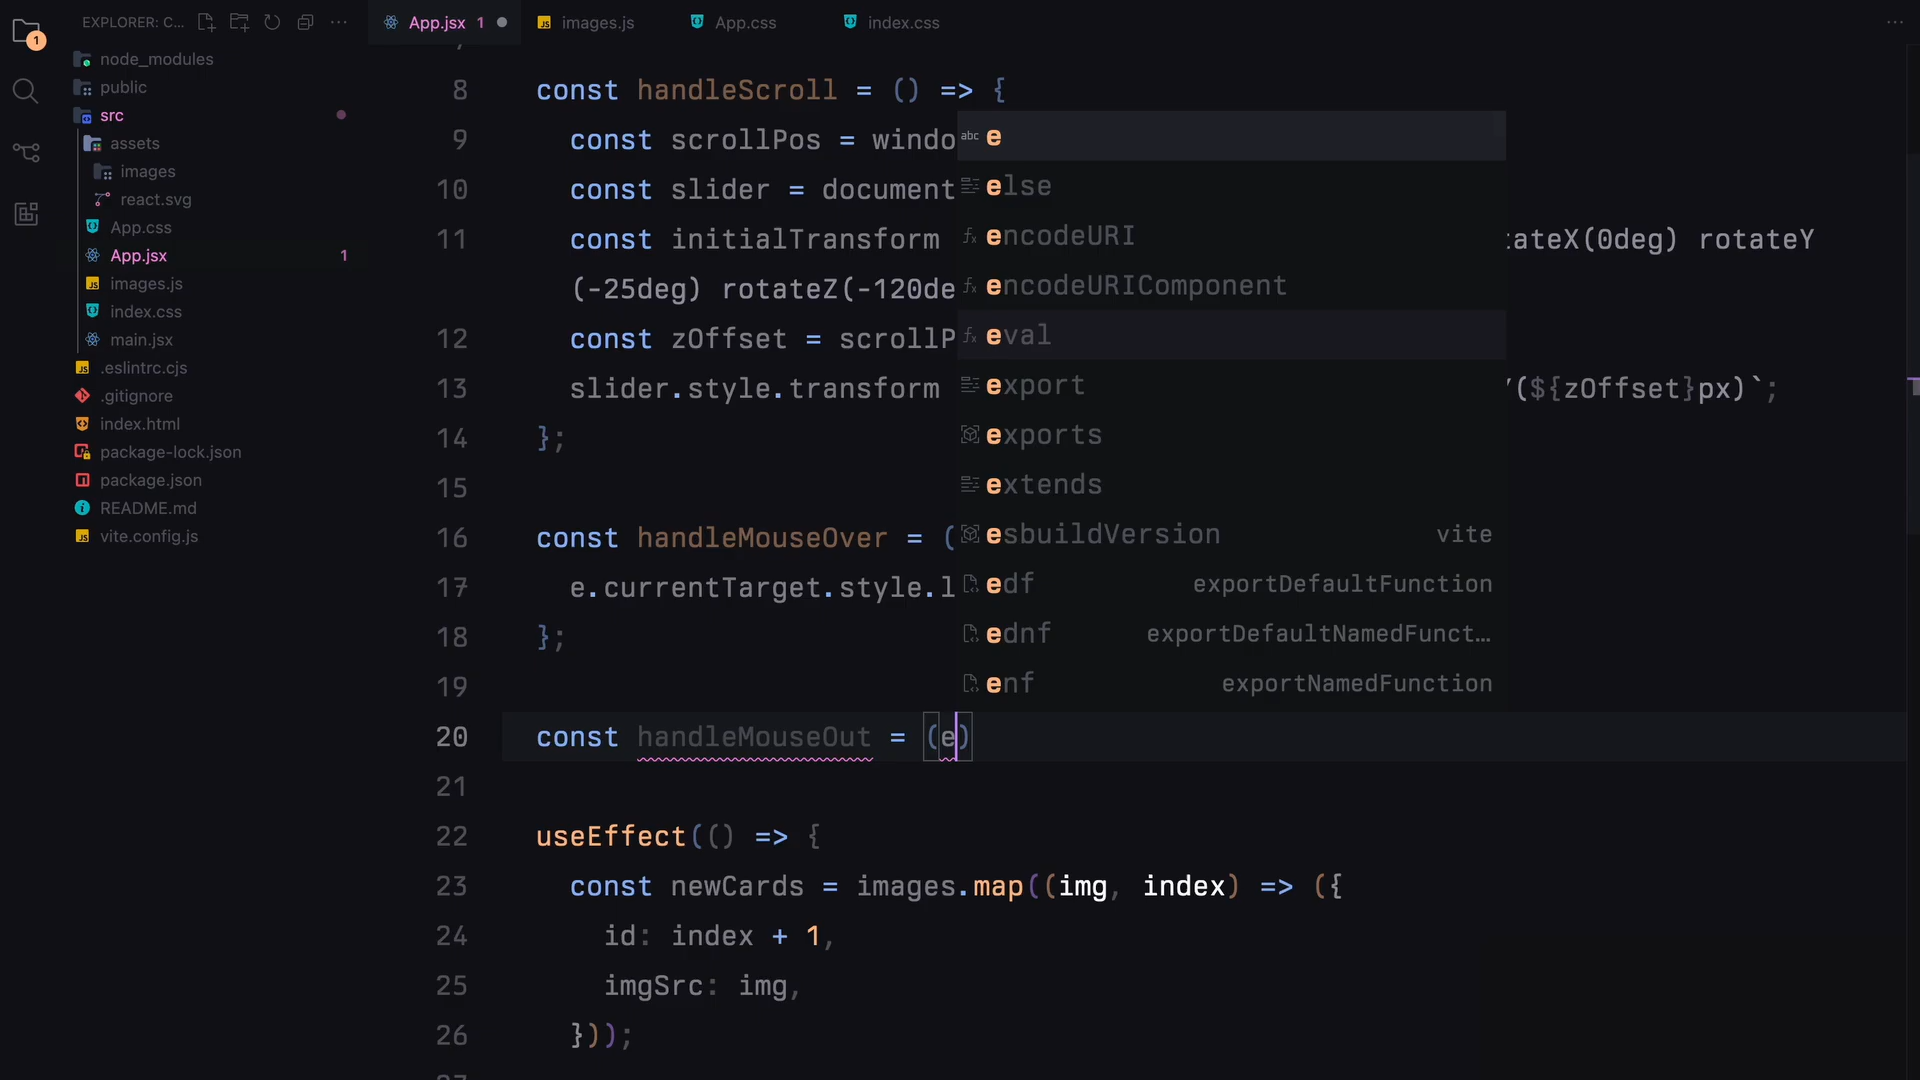 EXPLORER: C...
App.jsx 1
images.js
App.css
index.css
1
node_modules
public
src
assets
images
react.svg
App.css
App.jsx 1
images.js
index.css
main.jsx
.eslintrc.cjs
.gitignore
index.html
package-lock.json
package.json
README.md
vite.config.js
8 const handleScroll = () => {
9 const scrollPos = windo
10 const slider = document
11 const initialTransform :ateX(0deg) rotateY
(-25deg) rotateZ(-120de
12 const zOffset = scrollP
13 slider.style.transform (${zOffset}px)`;
14 };
15
16 const handleMouseOver = (
17 e.currentTarget.style.l
18 };
19
20 const handleMouseOut = (e)
21
22 useEffect(() => {
23 const newCards = images.map((img, index) => ({
24 id: index + 1,
25 imgSrc: img,
26 }));
abc e
else
encodeURI
encodeURIComponent
eval
export
exports
extends
esbuildVersion vite
edf exportDefaultFunction
ednf exportDefaultNamedFunct...
enf exportNamedFunction